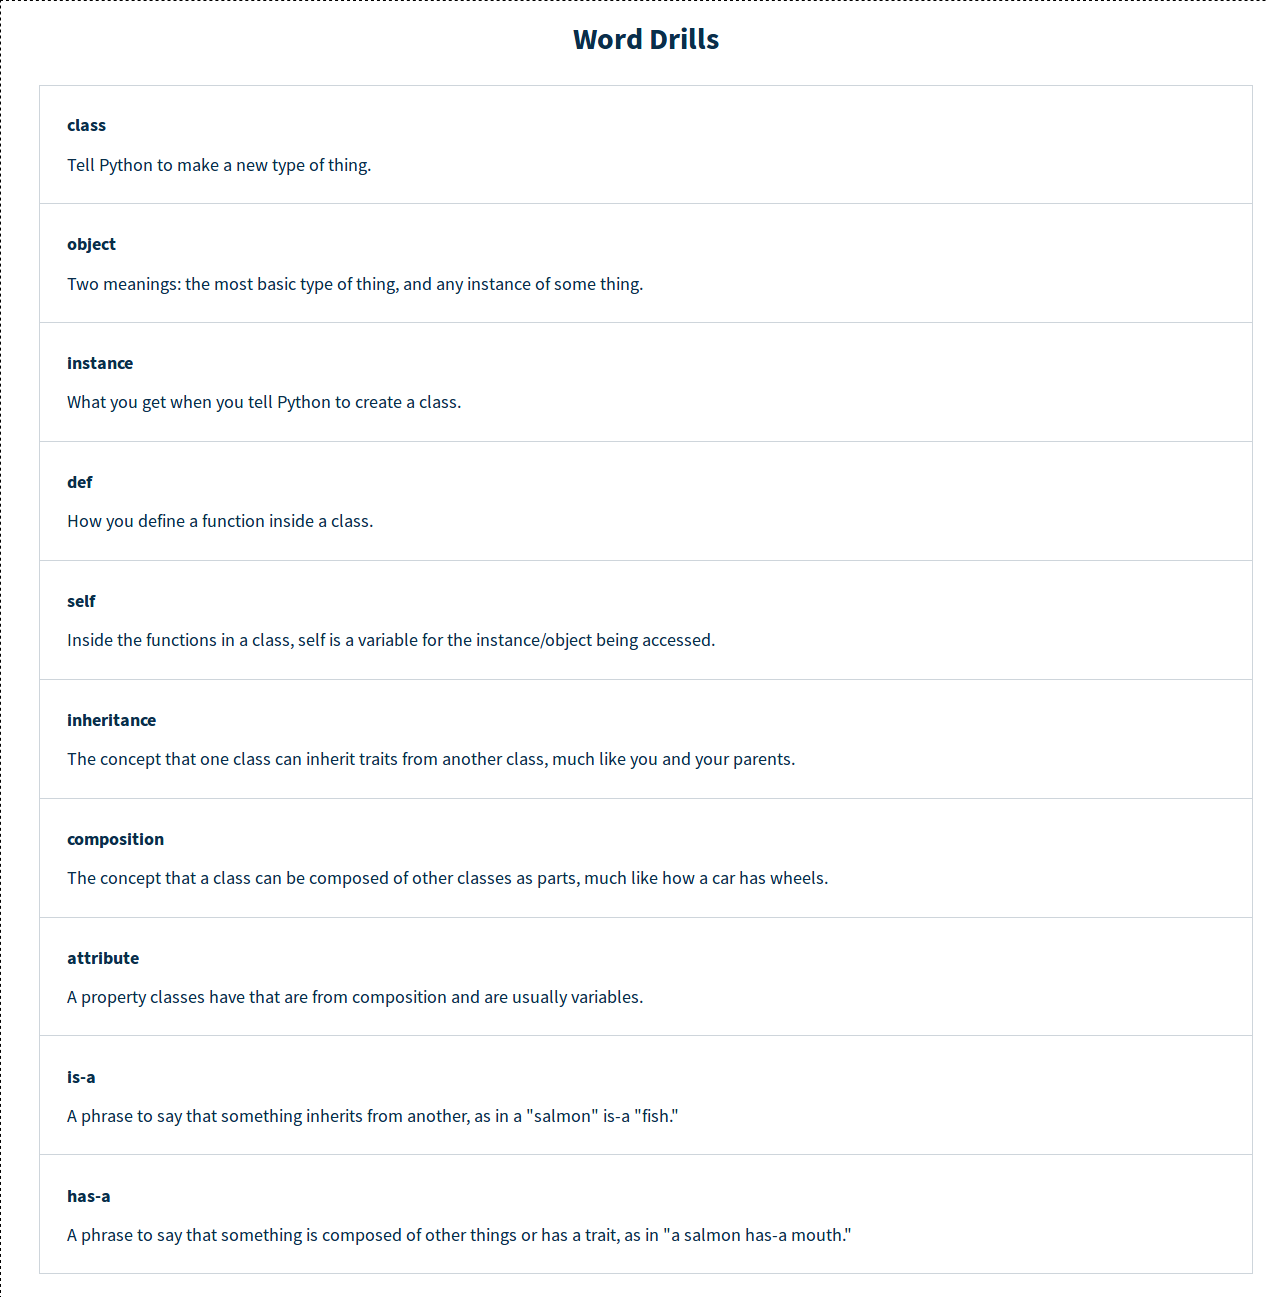 Word Drills
class
Tell Python to make a new type of thing.
object
Two meanings: the most basic type of thing, and any instance of some thing.
instance
What you get when you tell Python to create a class.
def
How you define a function inside a class.
self
Inside the functions in a class, self is a variable for the instance/object being accessed.
inheritance
The concept that one class can inherit traits from another class, much like you and your parents.
composition
The concept that a class can be composed of other classes as parts, much like how a car has wheels.
attribute
A property classes have that are from composition and are usually variables.
is-a
A phrase to say that something inherits from another, as in a "salmon" is-a "fish."
has-a
A phrase to say that something is composed of other things or has a trait, as in "a salmon has-a mouth."